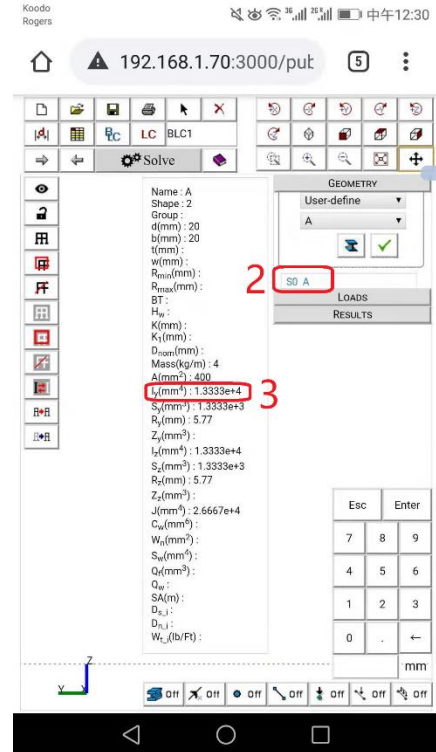 Koodo
Rogers
36 26 中午12:30
192.168.1.70:3000/put
5
BC LC BLC1
Solve
Name : A
Shape : 2
Group :
d(mm) : 20
b(mm) : 20
t(mm) :
w(mm) :
Rmin(mm) :
Rmax(mm) :
BT :
Hw :
K(mm) :
K1(mm) :
Dnom(mm) :
Mass(kg/m) : 4
A(mm²) : 400
Iy(mm⁴) : 1.3333e+4
3
Sy(mm³) : 1.3333e+3
Ry(mm) : 5.77
Zy(mm³) :
Iz(mm⁴) : 1.3333e+4
Sz(mm³) : 1.3333e+3
Rz(mm) : 5.77
Zz(mm³) :
J(mm⁴) : 2.6667e+4
Cw(mm⁶) :
Wn(mm²) :
Sw(mm⁴) :
Qf(mm³) :
Qw :
SA(m) :
Ds_i :
Dn_i :
Wt_i(lb/Ft) :
GEOMETRY
User-define
A
2
S0 A
LOADS
RESULTS
Esc Enter
7 8 9
4 5 6
1 2 3
0 . ←
mm
Z
Y X
Off Off Off Off Off Off Off